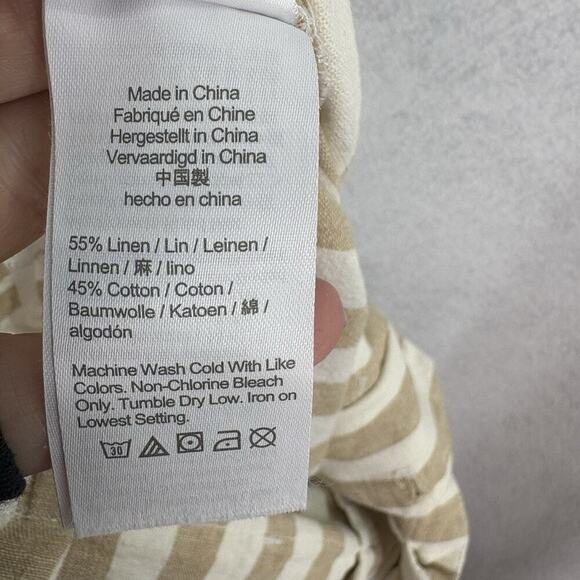 Made in China
Fabriqué en Chine
Hergestellt in China
Vervaardigd in China
中国製
hecho en china
55% Linen / Lin / Leinen /
Linnen / 麻 / lino
45% Cotton / Coton /
Baumwolle / Katoen / 綿 /
algodón
Machine Wash Cold With Like
Colors. Non-Chlorine Bleach
Only. Tumble Dry Low. Iron on
Lowest Setting.
30